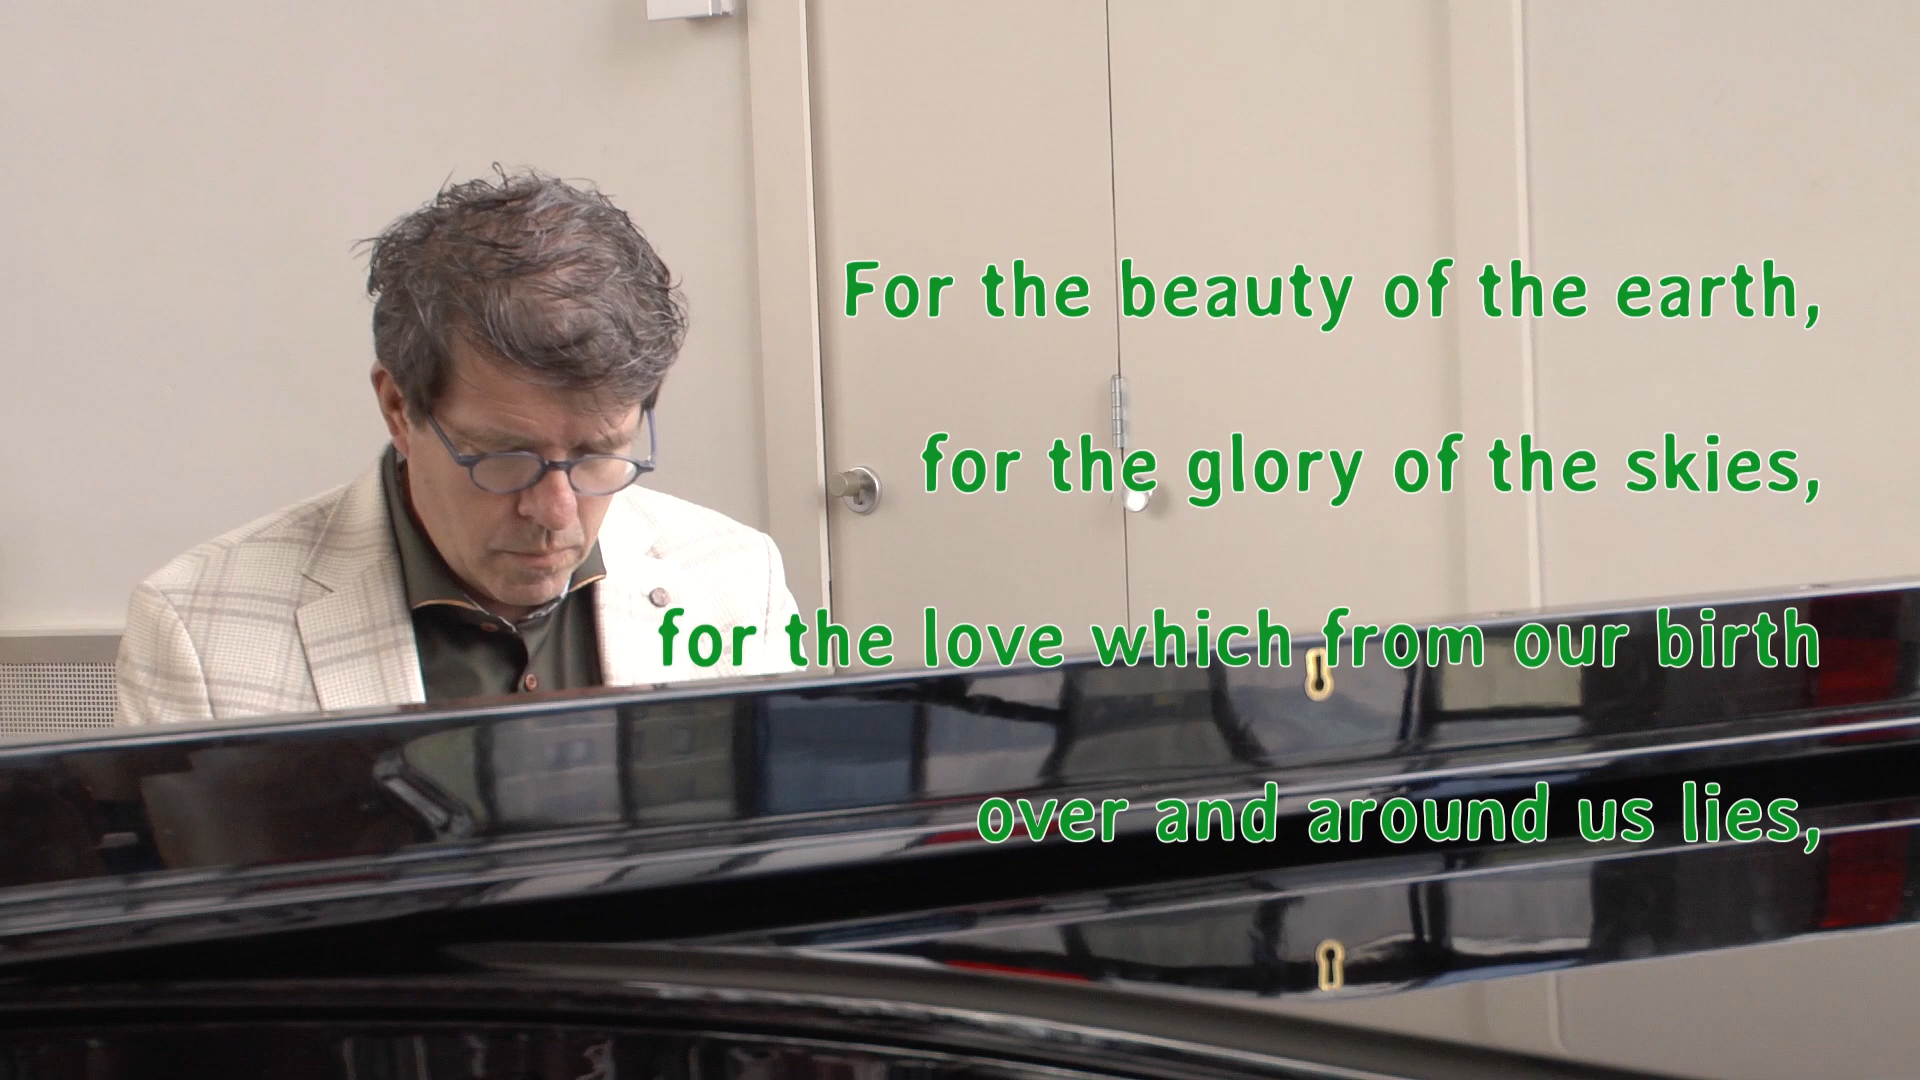 For the beauty of the earth,
for the glory of the skies,
for the love which from our birth
over and around us lies,